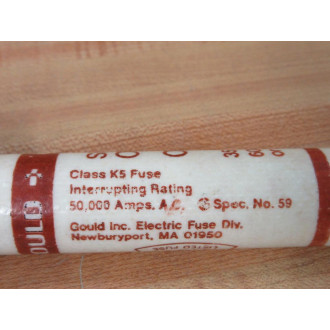 GOULD
Class K5 Fuse
Interrupting Rating
50,000 Amps. A.C. Spec. No. 59
Gould Inc. Electric Fuse Div.
Newburyport, MA 01950